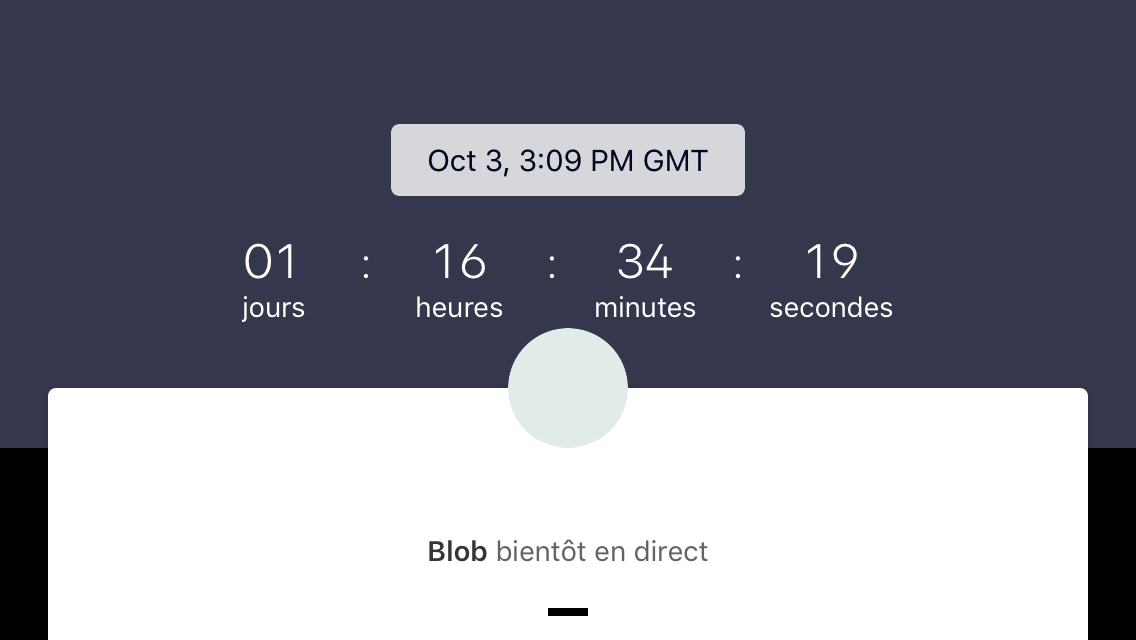 Oct 3, 3:09 PM GMT
01 : 16 : 34 : 19
jours heures minutes secondes
Blob bientôt en direct